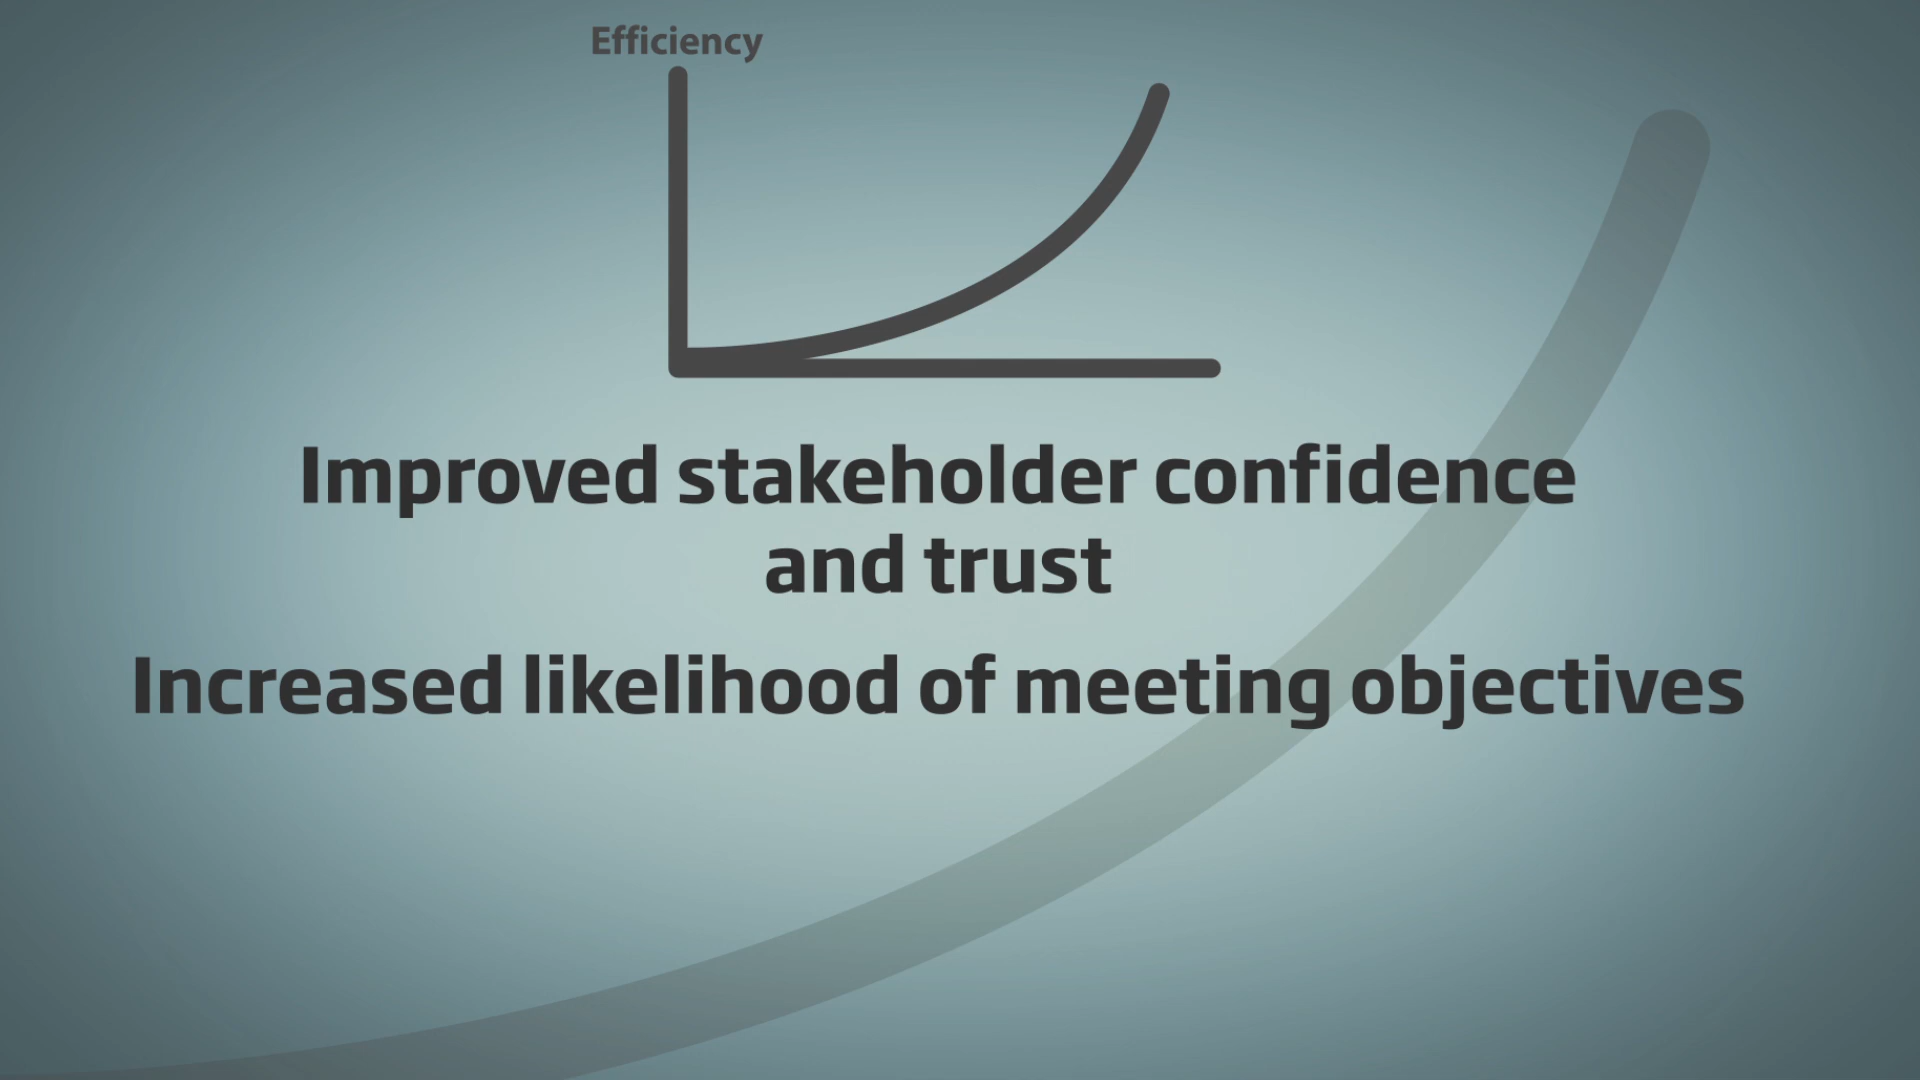 Efficiency
Improved stakeholder confidence
and trust
Increased likelihood of meeting objectives